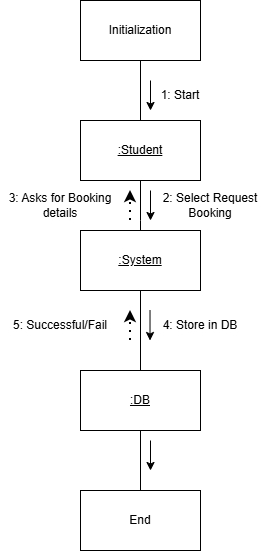 Initialization
1: Start
:Student
3: Asks for Booking
details
2: Select Request
Booking
:System
5: Successful/Fail
4: Store in DB
:DB
End